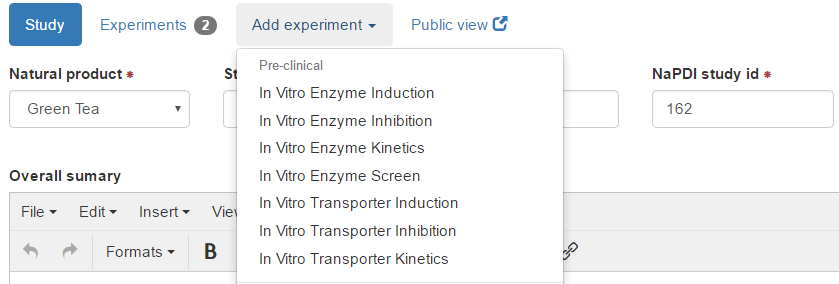 Study Experiments 2 Add experiment Public view
Natural product * St NaPDI study id *
Pre-clinical
Green Tea 162
In Vitro Enzyme Induction
In Vitro Enzyme Inhibition
In Vitro Enzyme Kinetics
In Vitro Enzyme Screen
In Vitro Transporter Induction
In Vitro Transporter Inhibition
In Vitro Transporter Kinetics
Overall sumary
File Edit Insert View
Formats B